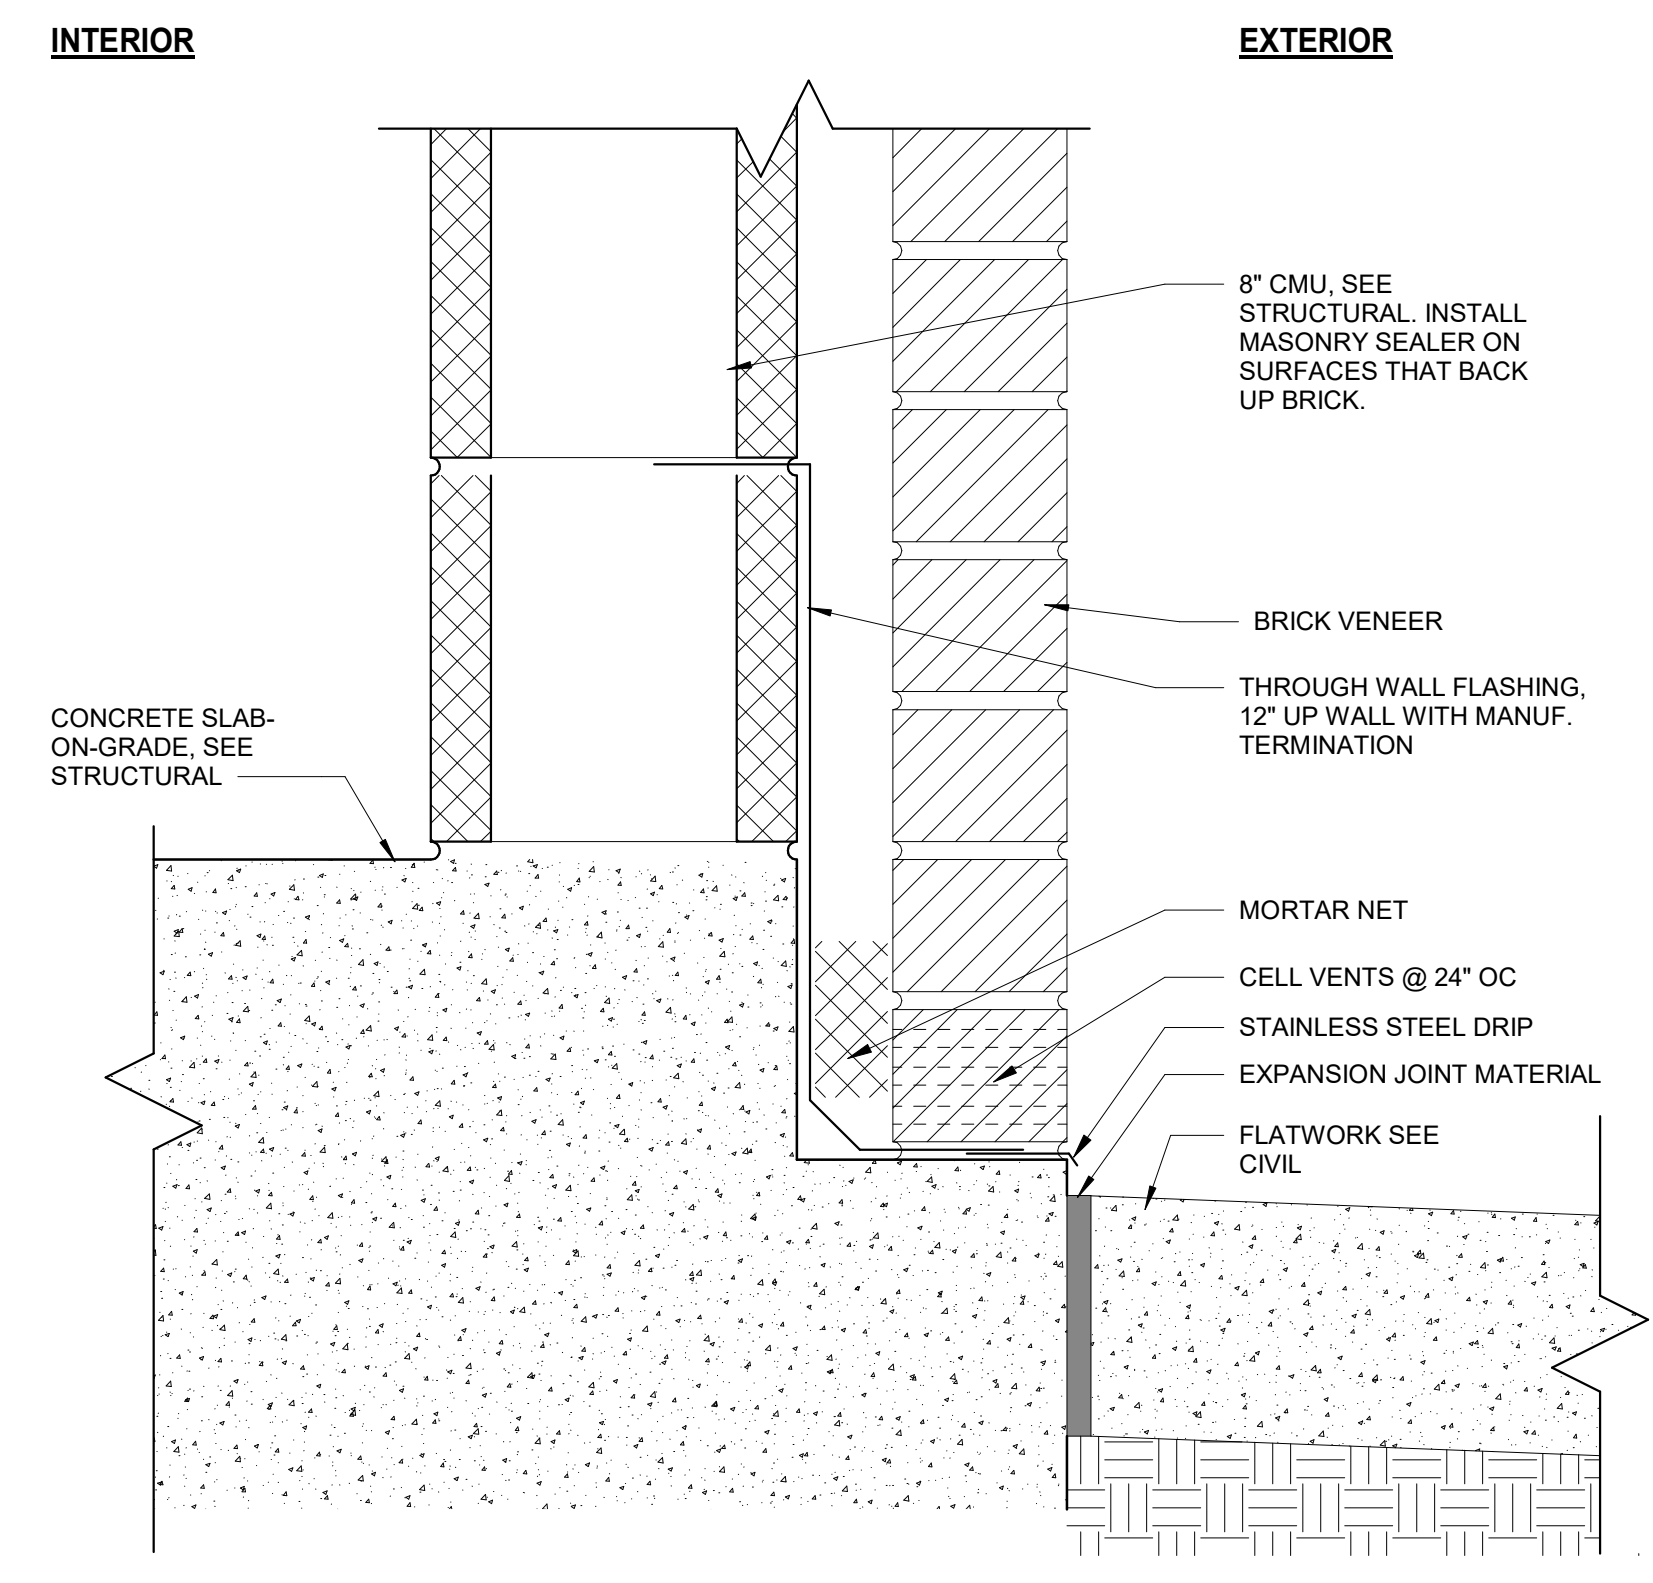 INTERIOR
EXTERIOR
8" CMU, SEE
STRUCTURAL. INSTALL
MASONRY SEALER ON
SURFACES THAT BACK
UP BRICK.
BRICK VENEER
THROUGH WALL FLASHING,
12" UP WALL WITH MANUF.
TERMINATION
CONCRETE SLAB-
ON-GRADE, SEE
STRUCTURAL
MORTAR NET
CELL VENTS @ 24" OC
STAINLESS STEEL DRIP
EXPANSION JOINT MATERIAL
FLATWORK SEE
CIVIL